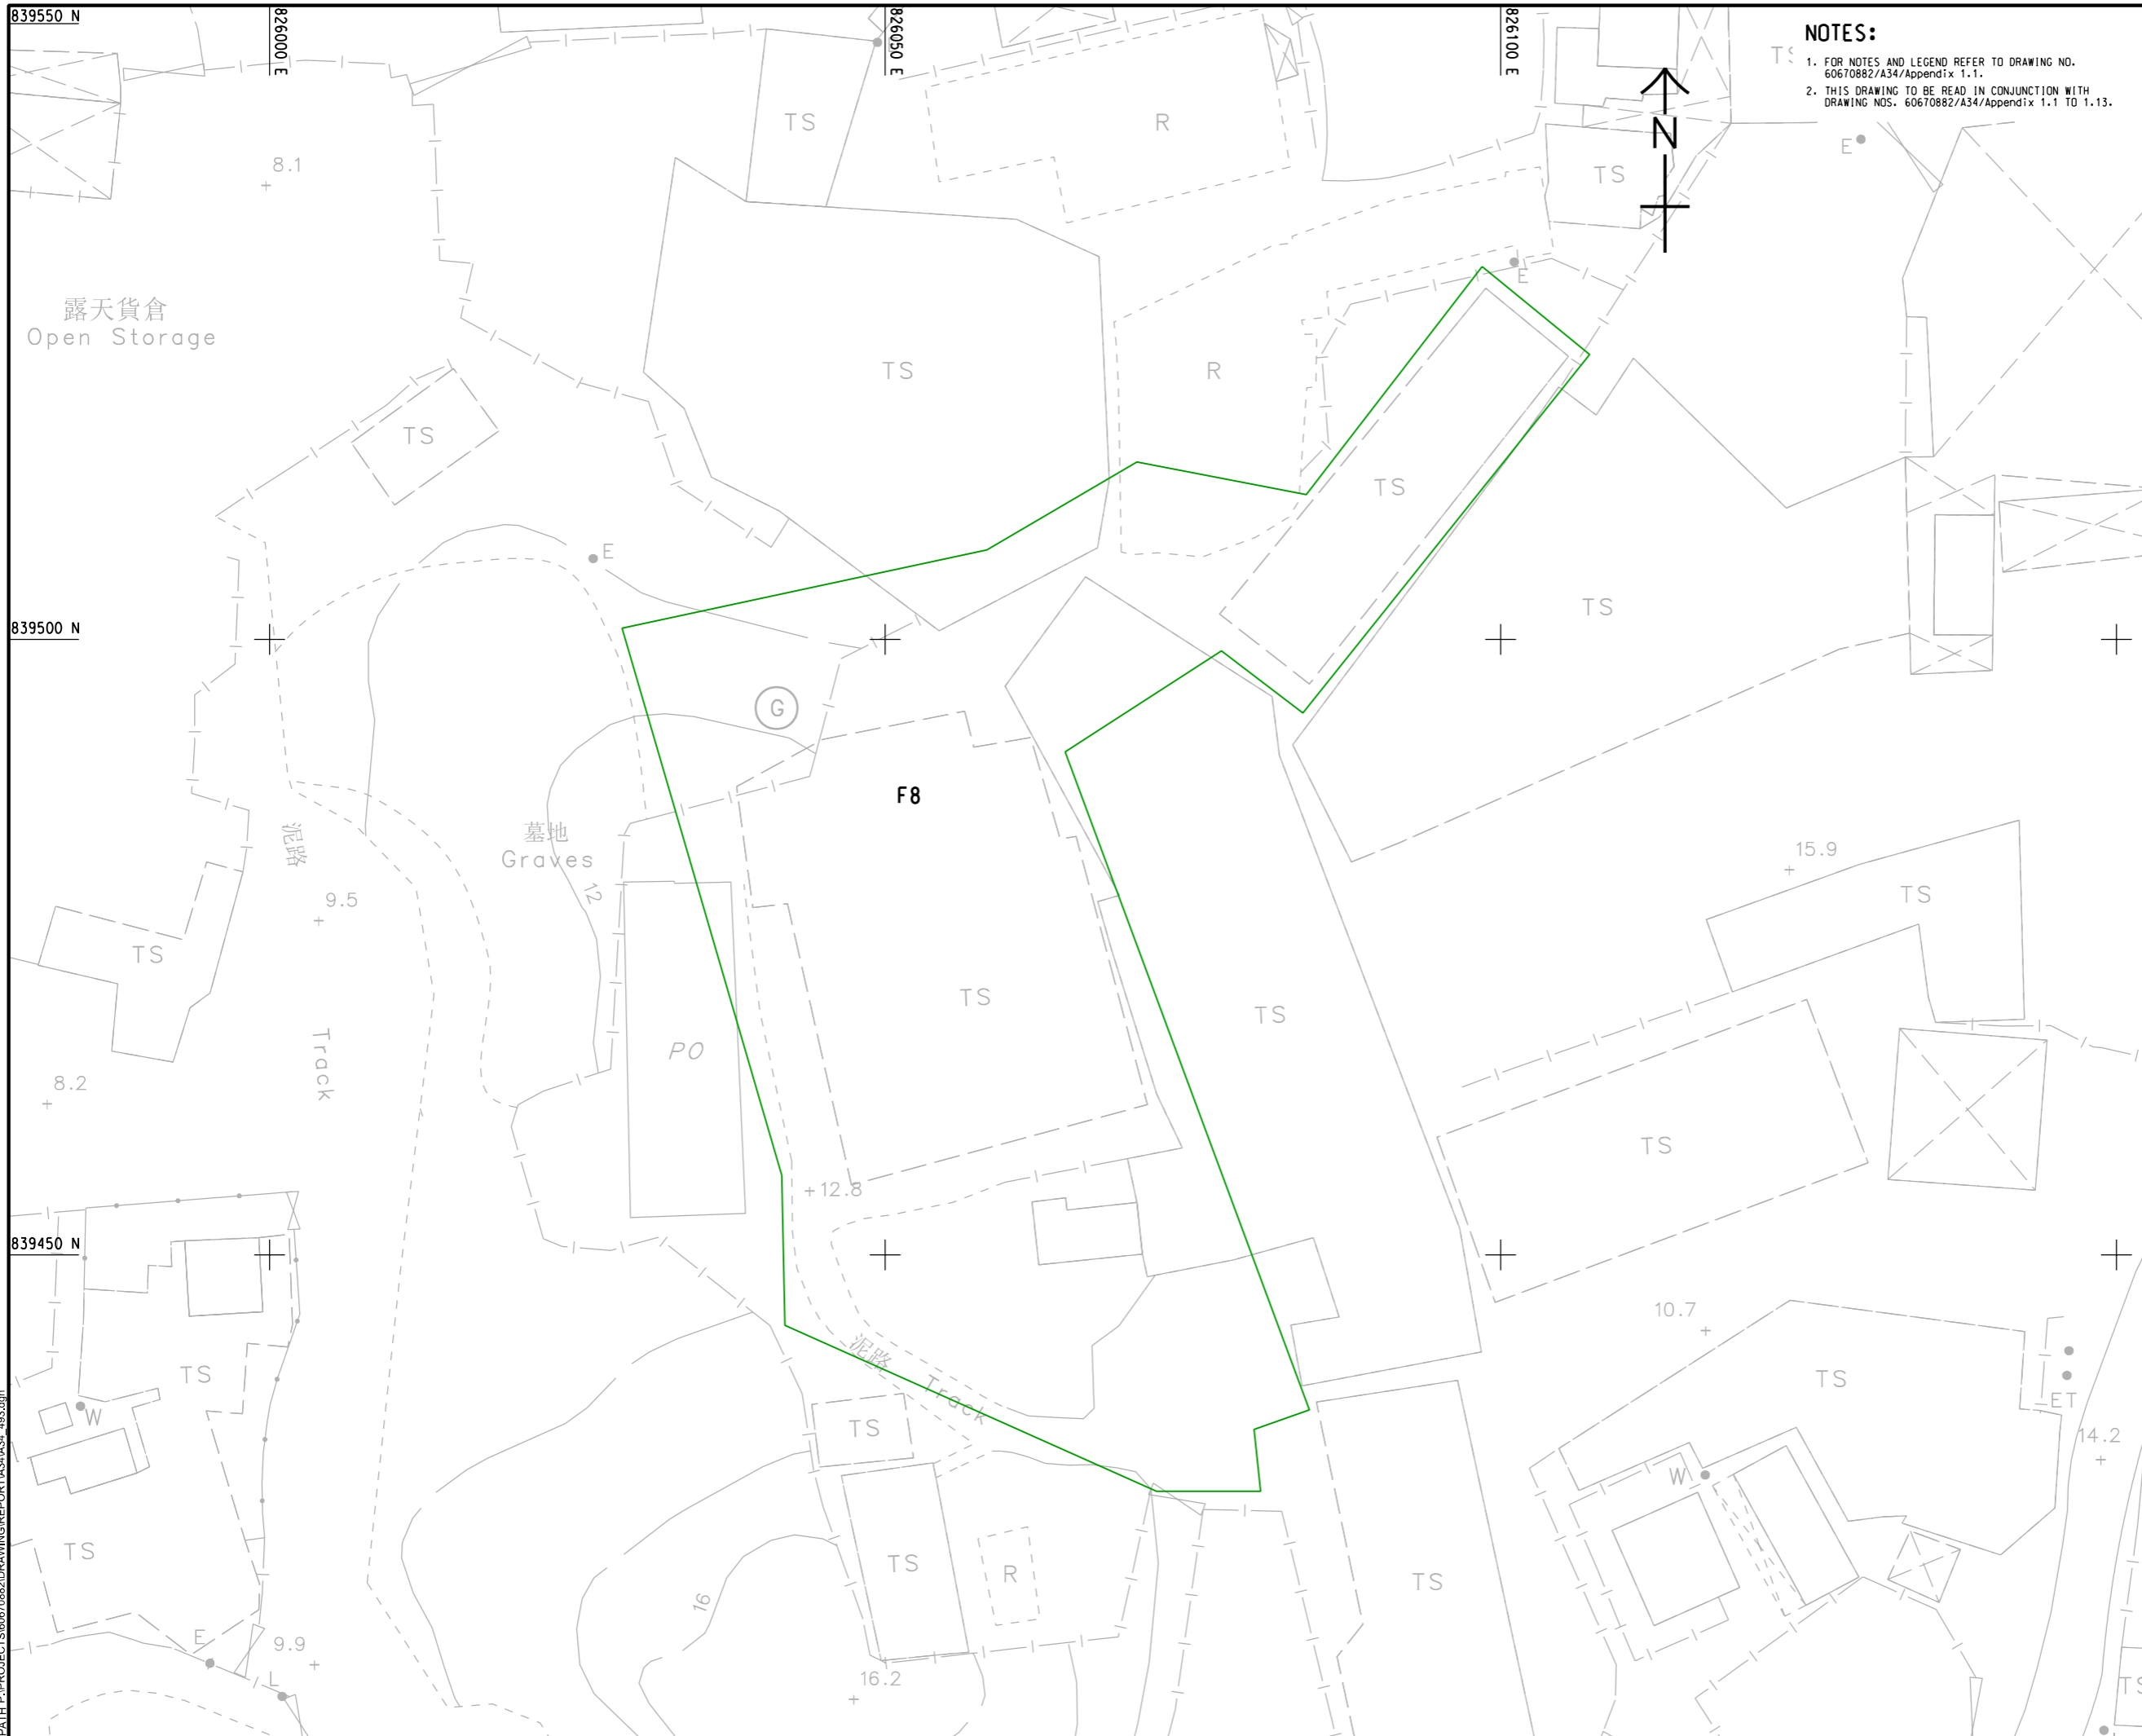 839550 N
826000 E
826050 E
826100 E
NOTES:
1. FOR NOTES AND LEGEND REFER TO DRAWING NO.
60670882/A34/Appendix 1.1.
2. THIS DRAWING TO BE READ IN CONJUNCTION WITH
DRAWING NOS. 60670882/A34/Appendix 1.1 TO 1.13.
TS
TS
R
N
E
8.1
TS
E
露天貨倉
Open Storage
TS
R
TS
TS
E
TS
839500 N
G
F8
墓地
Graves
泥路
12
15.9
9.5
TS
TS
TS
TS
PO
Track
8.2
TS
+12.8
839450 N
10.7
泥路
Track
TS
TS
ET
W
TS
14.2
W
TS
TS
R
TS
16
E
9.9
L
16.2
TS